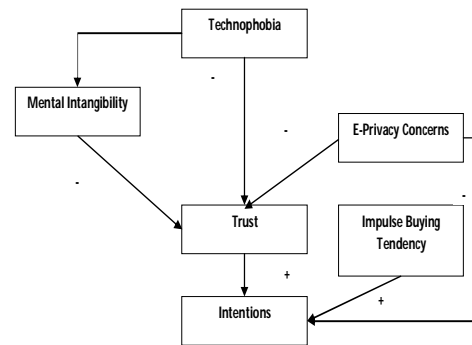 Technophobia
-
Mental Intangibility
-
E-Privacy Concerns
-
-
Trust
Impulse Buying
Tendency
+
+
Intentions